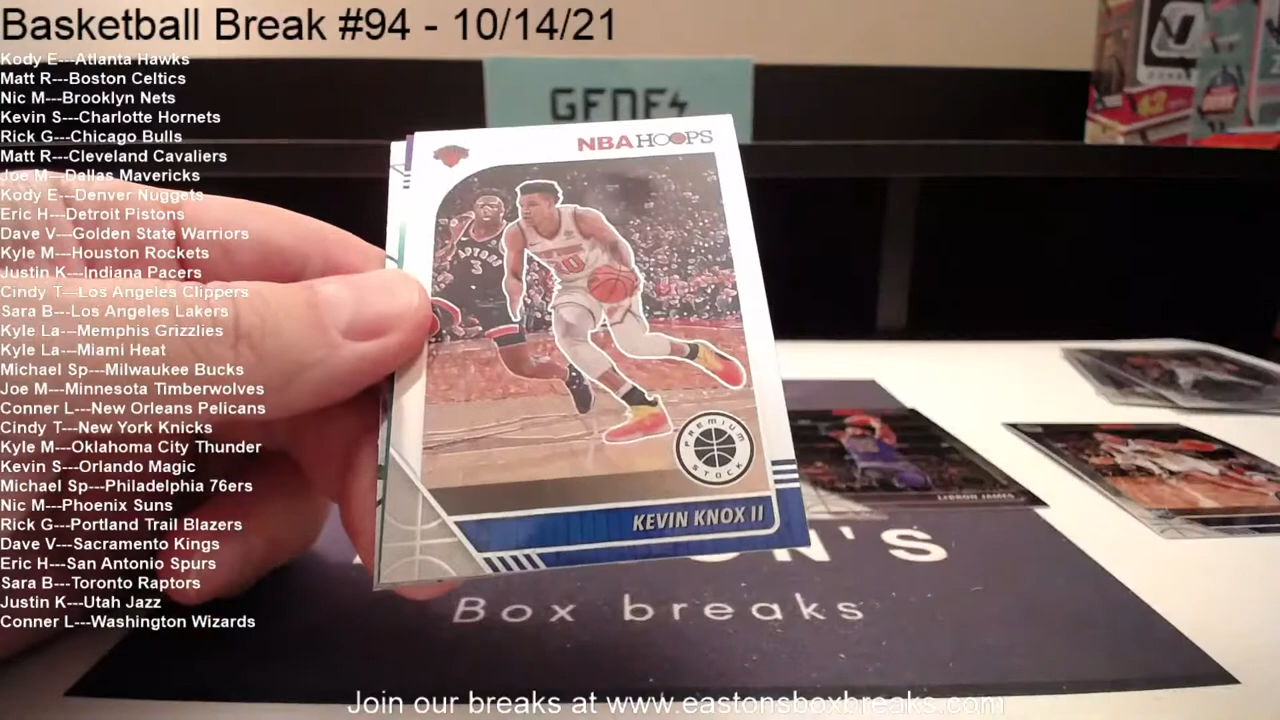 Basketball Break #94 - 10/14/21
Kody E---Atlanta Hawks
Matt R---Boston Celtics
Nic M---Brooklyn Nets
Kevin S---Charlotte Hornets
Rick G---Chicago Bulls
Matt R---Cleveland Cavaliers
Joe M---Dallas Mavericks
Kody E---Denver Nuggets
Eric H---Detroit Pistons
Dave V---Golden State Warriors
Kyle M---Houston Rockets
Justin K---Indiana Pacers
Cindy T---Los Angeles Clippers
Sara B---Los Angeles Lakers
Kyle La---Memphis Grizzlies
Kyle La---Miami Heat
Michael Sp---Milwaukee Bucks
Joe M---Minnesota Timberwolves
Conner L---New Orleans Pelicans
Cindy T---New York Knicks
Kyle M---Oklahoma City Thunder
Kevin S---Orlando Magic
Michael Sp---Philadelphia 76ers
Nic M---Phoenix Suns
Rick G---Portland Trail Blazers
Dave V---Sacramento Kings
Eric H---San Antonio Spurs
Sara B---Toronto Raptors
Justin K---Utah Jazz
Conner L---Washington Wizards
NBA HOOPS
3
PREMIUM
STOCK
KEVIN KNOX II
LEBRON JAMES
ON'S
Box breaks
Join our breaks at www.eastonsboxbreaks.com